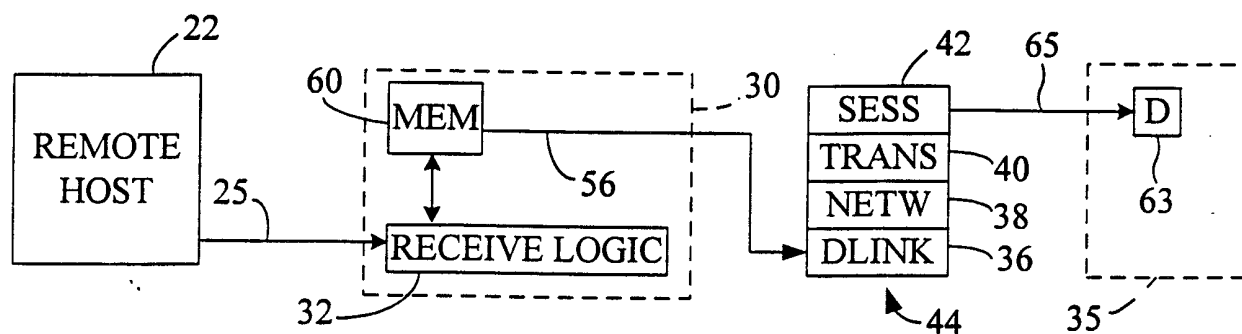 22
REMOTE
HOST
25
60
MEM
30
56
RECEIVE LOGIC
32
42
SESS
TRANS
40
NETW
38
DLINK
36
44
65
D
63
35